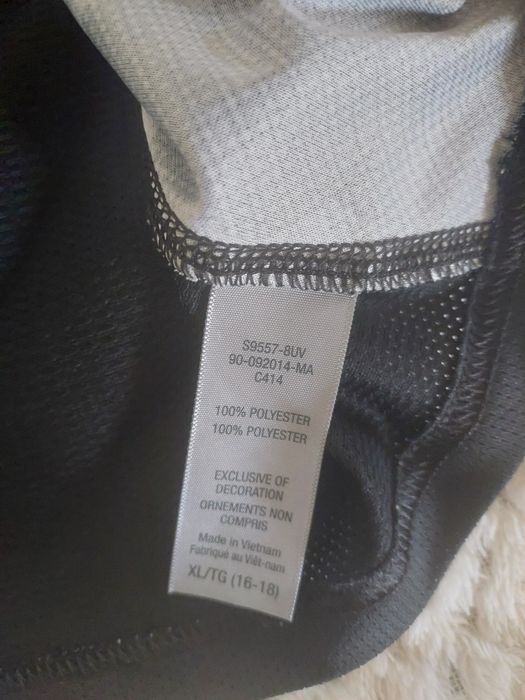 S9557-8UV
90-092014-MA
C414
100% POLYESTER
100% POLYESTER
EXCLUSIVE OF
DECORATION
ORNEMENTS NON
COMPRIS
Made in Vietnam
Fabriqué au Viêt-nam
XL/TG (16-18)